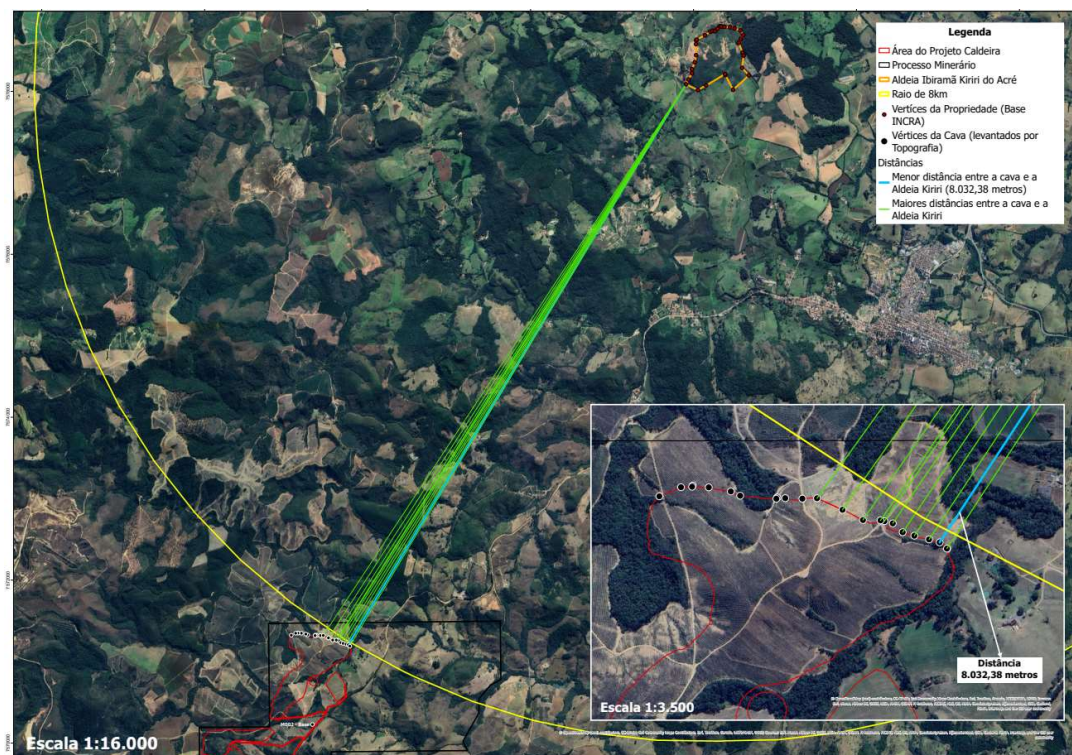 Legenda
Área do Projeto Caldeira
Processo Minerário
Aldeia Ibiramã Kiriri do Acré
Raio de 8km
Vertíces da Propriedade (Base
INCRA)
Vértices da Cava (levantados por
Topografia)
Distâncias
Menor distância entre a cava e a
Aldeia Kiriri (8.032,38 metros)
Maiores distâncias entre a cava e a
Aldeia Kiriri
Distância
8.032,38 metros
Escala 1:3.500
Escala 1:16.000